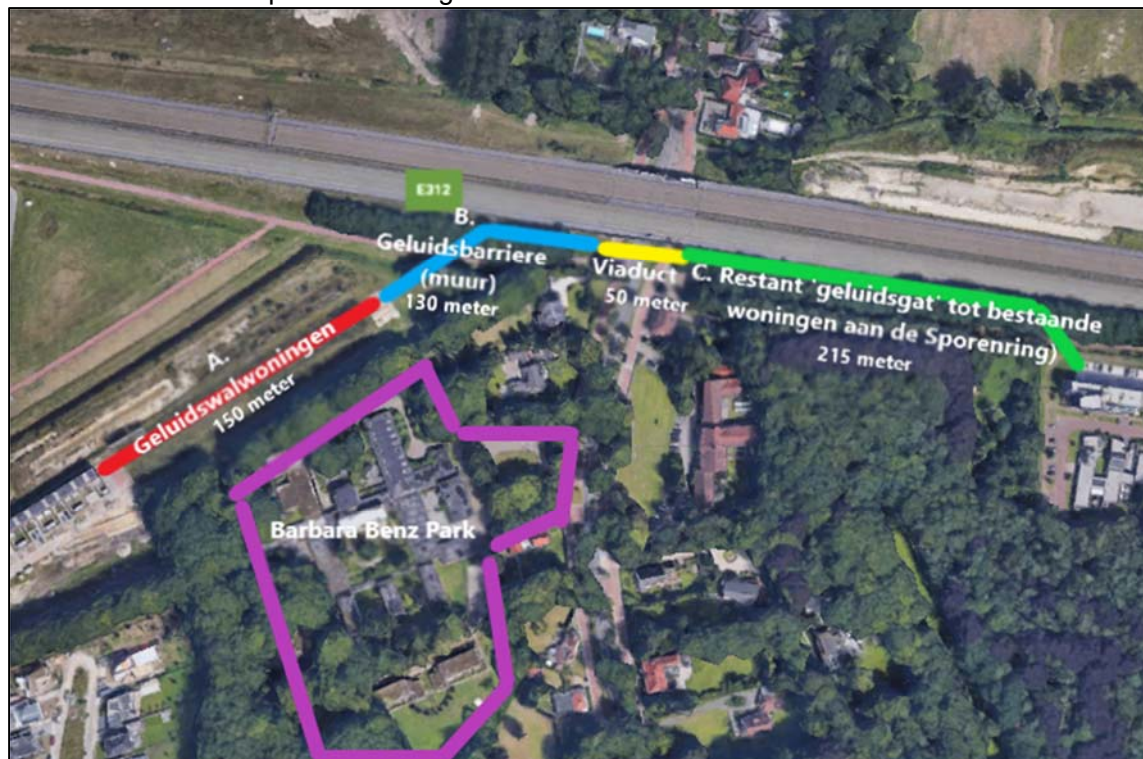 E312
B.
Geluidsbarriere
(muur)
130 meter
Viaduct
50 meter
C. Restant 'geluidsgat' tot bestaande
woningen aan de Sporenring)
215 meter
A.
Geluidswalwoningen
150 meter
Barbara Benz Park